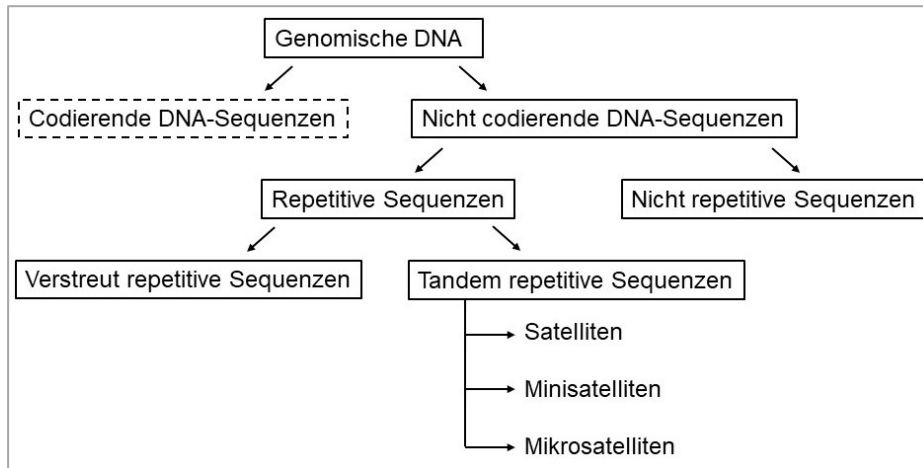 Genomische DNA
Codierende DNA-Sequenzen
Nicht codierende DNA-Sequenzen
Repetitive Sequenzen
Nicht repetitive Sequenzen
Verstreut repetitive Sequenzen
Tandem repetitive Sequenzen
Satelliten
Minisatelliten
Mikrosatelliten